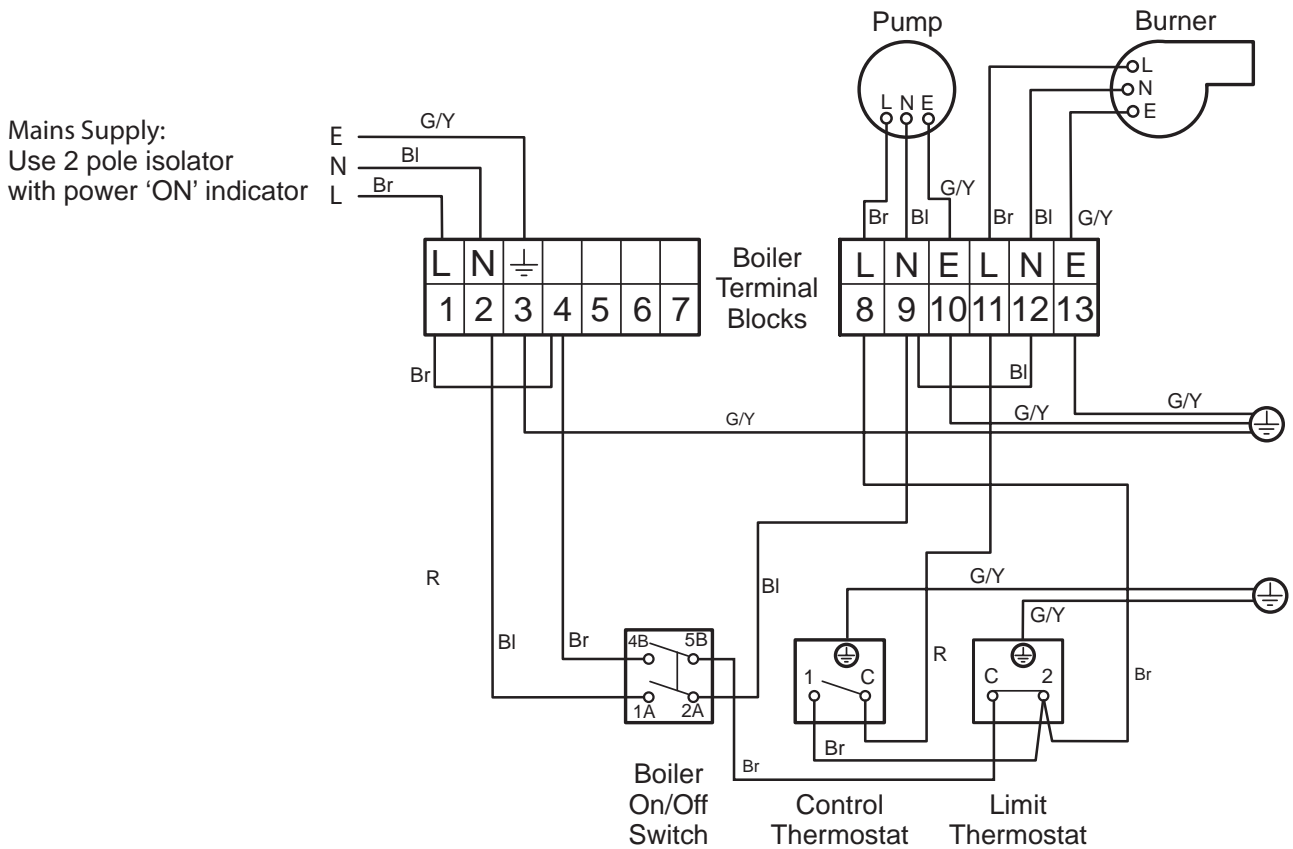 Pump
Burner
L
N
E
L N E
Mains Supply:
Use 2 pole isolator
with power ‘ON’ indicator
E
N
L
G/Y
Bl
Br
G/Y
Br
Bl
Br
Bl
G/Y
L N
1 2 3 4 5 6 7
Boiler
Terminal
Blocks
L N E L N E
8 9 10 11 12 13
Br
Bl
G/Y
G/Y
G/Y
R
Bl
Br
Bl
G/Y
G/Y
R
Br
4B 5B
1A 2A
1 C
C 2
Br
Br
Boiler
On/Off
Switch
Control
Thermostat
Limit
Thermostat